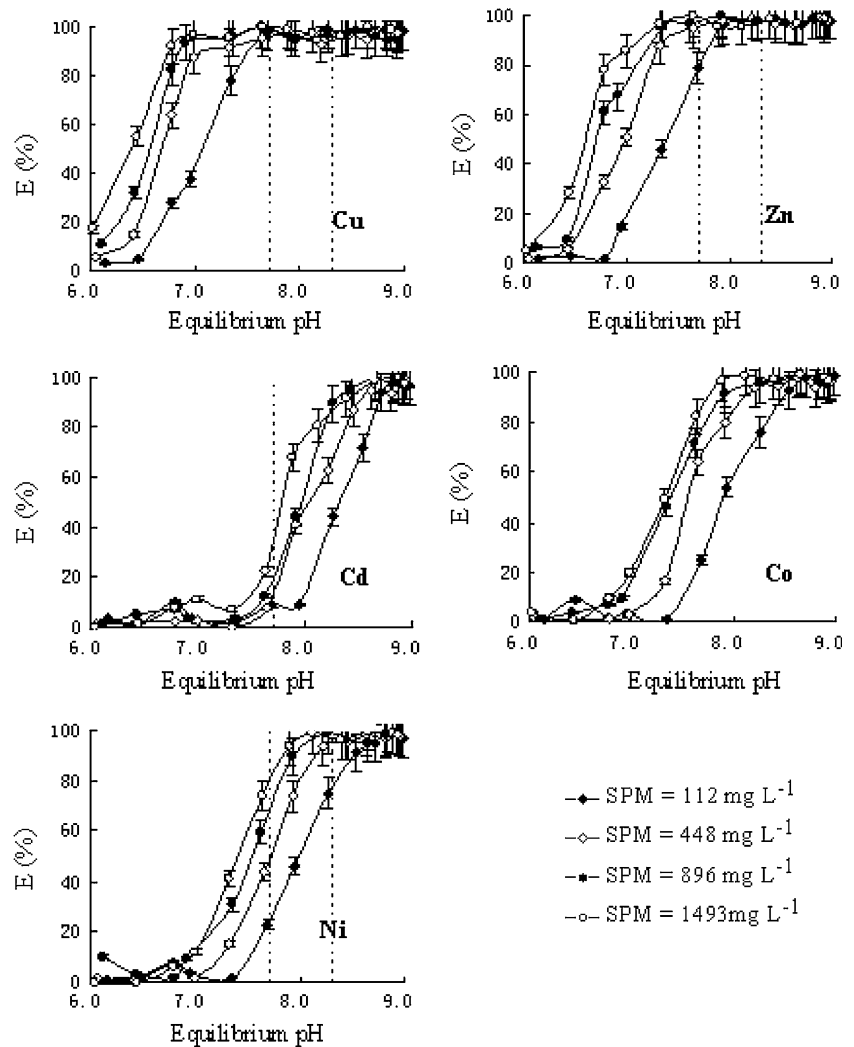 100
80
60
40
20
0
E (%)
Cu
6.0 7.0 8.0 9.0
Equilibrium pH
100
80
60
40
20
0
E (%)
Zn
6.0 7.0 8.0 9.0
Equilibrium pH
100
80
60
40
20
0
E (%)
Cd
6.0 7.0 8.0 9.0
Equilibrium pH
100
80
60
40
20
0
E (%)
Co
6.0 7.0 8.0 9.0
Equilibrium pH
100
80
60
40
20
0
E (%)
Ni
6.0 7.0 8.0 9.0
Equilibrium pH
SPM = 112 mg L⁻¹
SPM = 448 mg L⁻¹
SPM = 896 mg L⁻¹
SPM = 1493mg L⁻¹